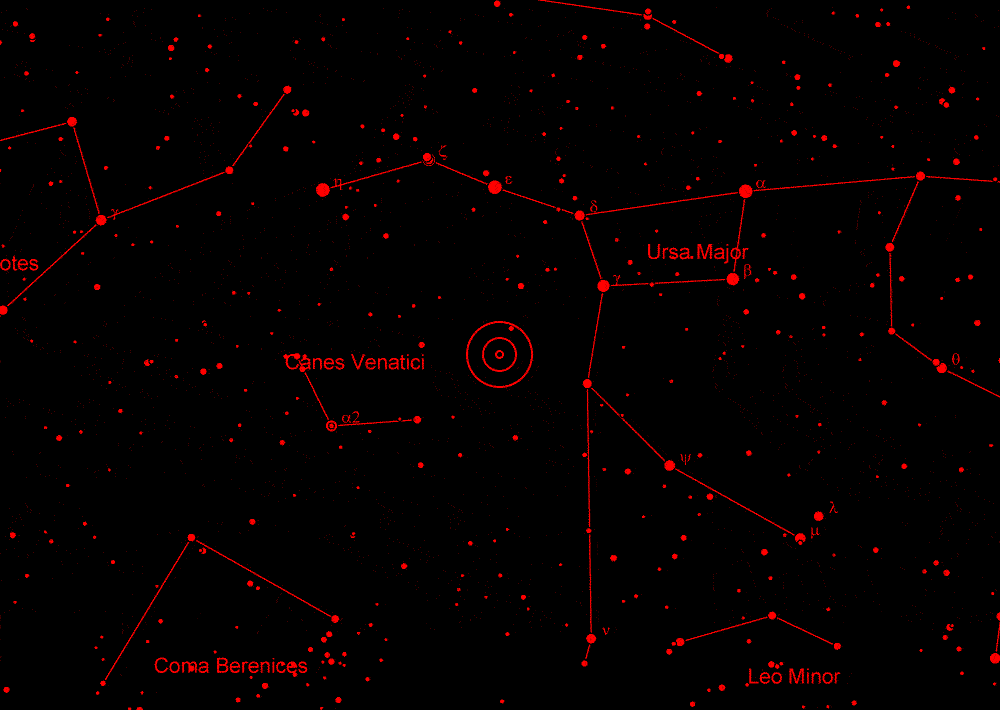 ζ
ε
η
α
δ
γ
Ursa Major
otes
β
γ
Canes Venatici
θ
α2
ψ
λ
μ
ν
Coma Berenices
Leo Minor